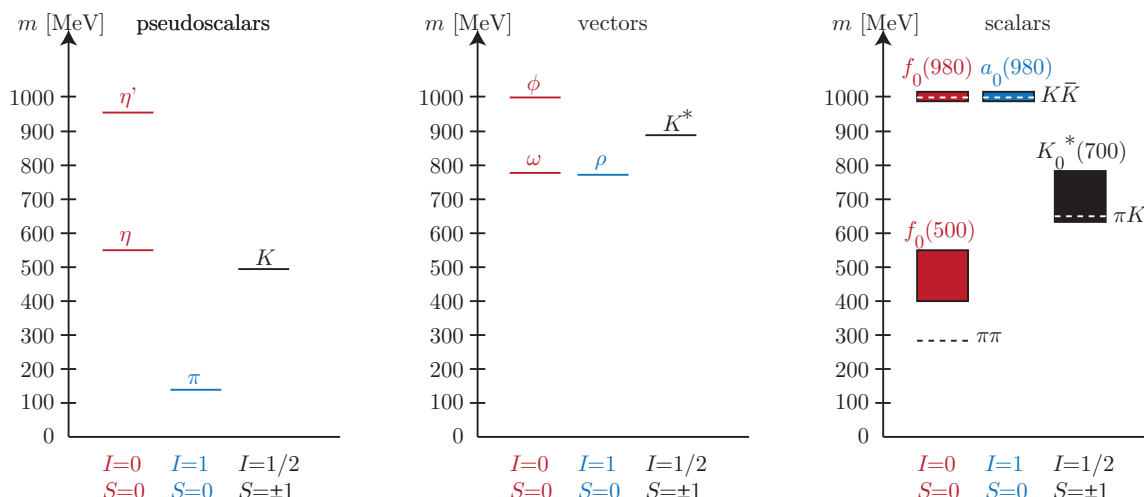 m [MeV] pseudoscalars
η’
η
K
π
1000
900
800
700
600
500
400
300
200
100
0
I=0 I=1 I=1/2
S=0 S=0 S=±1
m [MeV] vectors
ϕ
K*
ω ρ
1000
900
800
700
600
500
400
300
200
100
0
I=0 I=1 I=1/2
S=0 S=0 S=±1
m [MeV] scalars
f₀(980) a₀(980)
KK̄
K₀*(700)
πK
f₀(500)
ππ
1000
900
800
700
600
500
400
300
200
100
0
I=0 I=1 I=1/2
S=0 S=0 S=±1